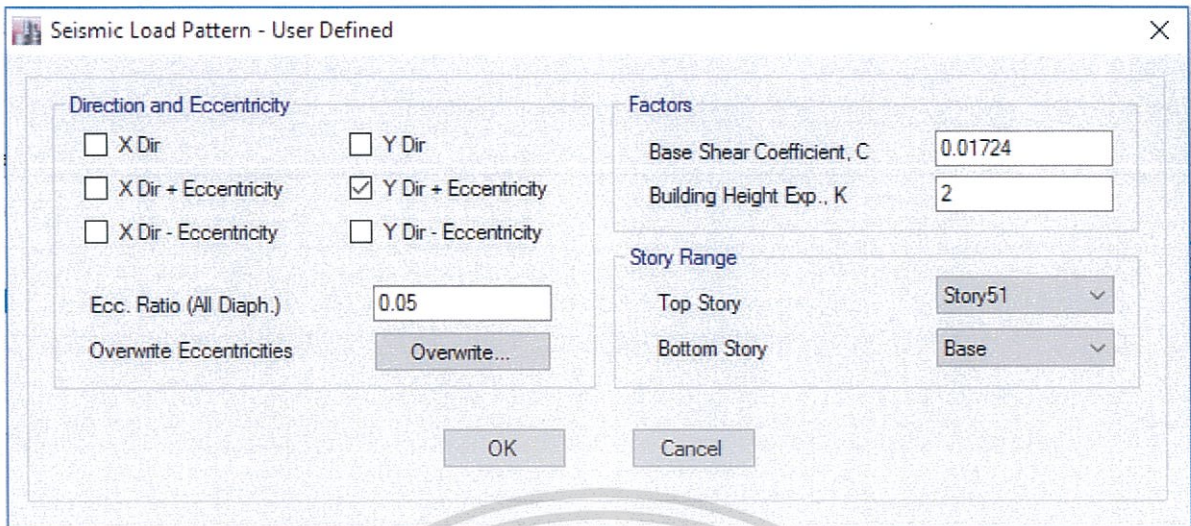 Seismic Load Pattern - User Defined
Direction and Eccentricity
X Dir
Y Dir
X Dir + Eccentricity
Y Dir + Eccentricity
X Dir - Eccentricity
Y Dir - Eccentricity
Ecc. Ratio (All Diaph.)
0.05
Overwrite Eccentricities
Overwrite...
Factors
Base Shear Coefficient, C
0.01724
Building Height Exp., K
2
Story Range
Top Story
Story51
Bottom Story
Base
OK
Cancel